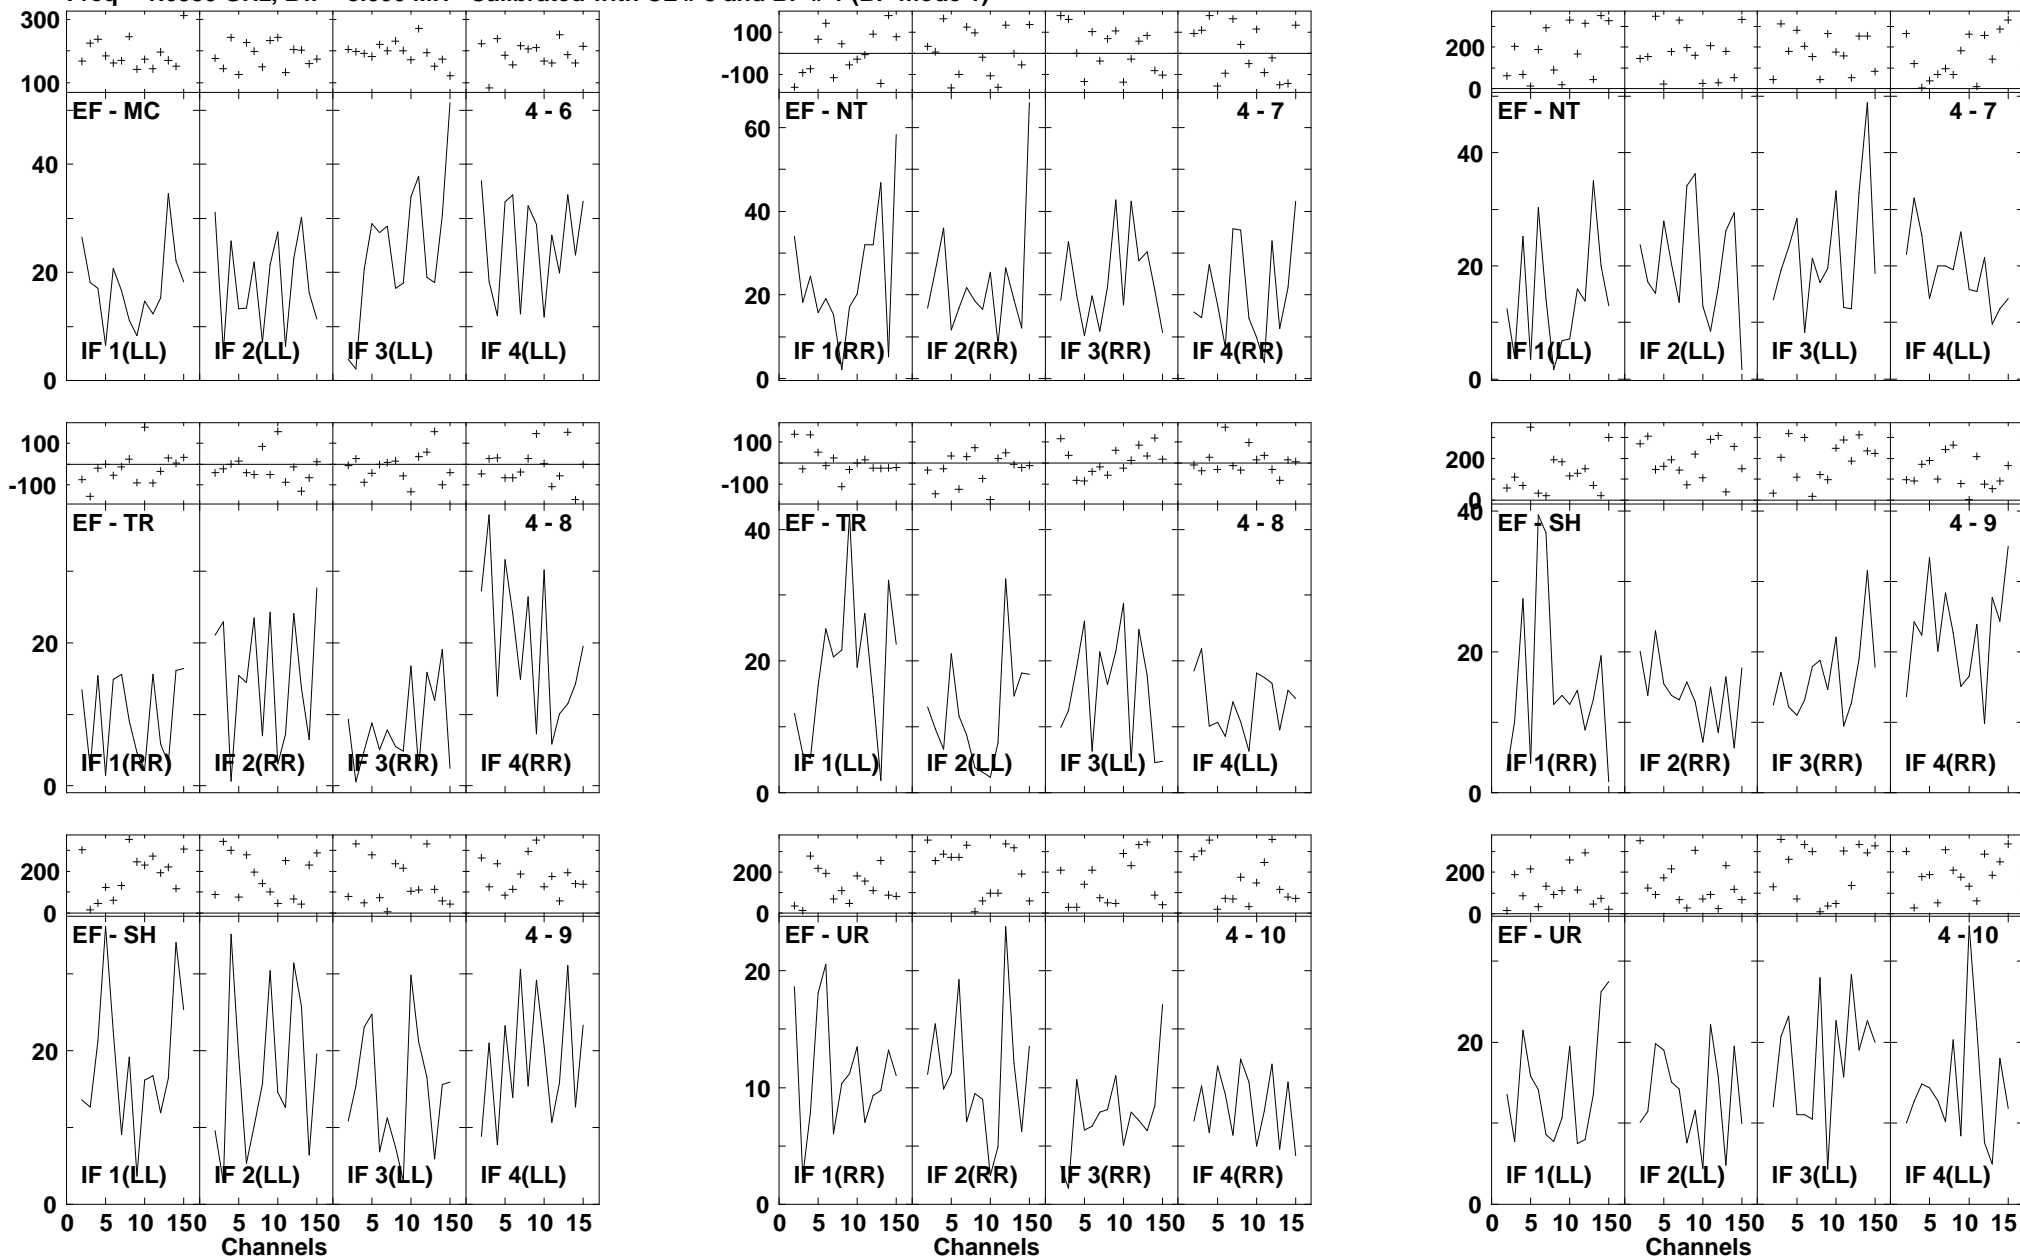 300
100
EF - MC
4 - 6
40
20
0
IF 1(LL)
IF 2(LL)
IF 3(LL)
IF 4(LL)
100
-100
EF - NT
4 - 7
60
40
20
0
IF 1(RR)
IF 2(RR)
IF 3(RR)
IF 4(RR)
200
0
EF - NT
4 - 7
40
20
0
IF 1(LL)
IF 2(LL)
IF 3(LL)
IF 4(LL)
100
-100
EF - TR
4 - 8
20
0
IF 1(RR)
IF 2(RR)
IF 3(RR)
IF 4(RR)
100
-100
EF - TR
4 - 8
40
20
0
IF 1(LL)
IF 2(LL)
IF 3(LL)
IF 4(LL)
200
0
EF - SH
4 - 9
40
20
0
IF 1(RR)
IF 2(RR)
IF 3(RR)
IF 4(RR)
200
0
EF - SH
4 - 9
20
0
IF 1(LL)
IF 2(LL)
IF 3(LL)
IF 4(LL)
0 5 10 150 5 10 150 5 10 150 5 10 15
Channels
200
0
EF - UR
4 - 10
20
10
0
IF 1(RR)
IF 2(RR)
IF 3(RR)
IF 4(RR)
0 5 10 150 5 10 150 5 10 150 5 10 15
Channels
200
0
EF - UR
4 - 10
20
0
IF 1(LL)
IF 2(LL)
IF 3(LL)
IF 4(LL)
0 5 10 150 5 10 150 5 10 150 5 10 15
Channels